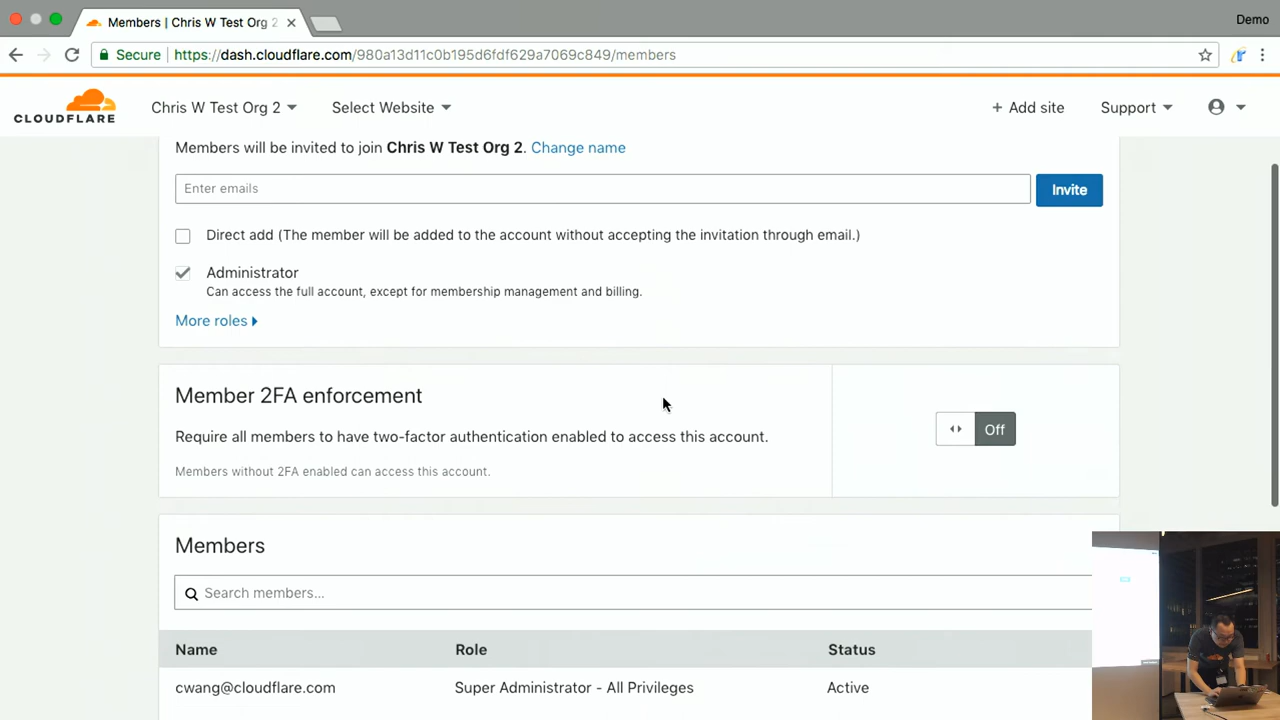 Members | Chris W Test Org 2
Demo
Secure
https://dash.cloudflare.com/980a13d11c0b195d6fdf629a7069c849/members
CLOUDFLARE
Chris W Test Org 2
Select Website
+ Add site
Support
Members will be invited to join Chris W Test Org 2. Change name
Enter emails
Invite
Direct add (The member will be added to the account without accepting the invitation through email.)
Administrator
Can access the full account, except for membership management and billing.
More roles
Member 2FA enforcement
Require all members to have two-factor authentication enabled to access this account.
Off
Members without 2FA enabled can access this account.
Members
Search members...
Name Role Status
cwang@cloudflare.com Super Administrator - All Privileges Active